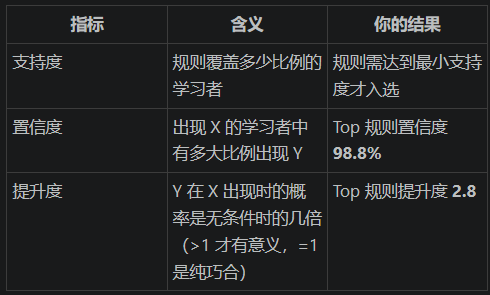 指标 含义 你的结果
支持度 规则覆盖多少比例的 规则需达到最小支持
学习者 度才入选
置信度 出现 X 的学习者中 Top 规则置信度
有多大比例出现 Y 98.8%
提升度 Y 在 X 出现时的概 Top 规则提升度 2.8
率是无条件时的几倍
（>1 才有意义，=1
是纯巧合）